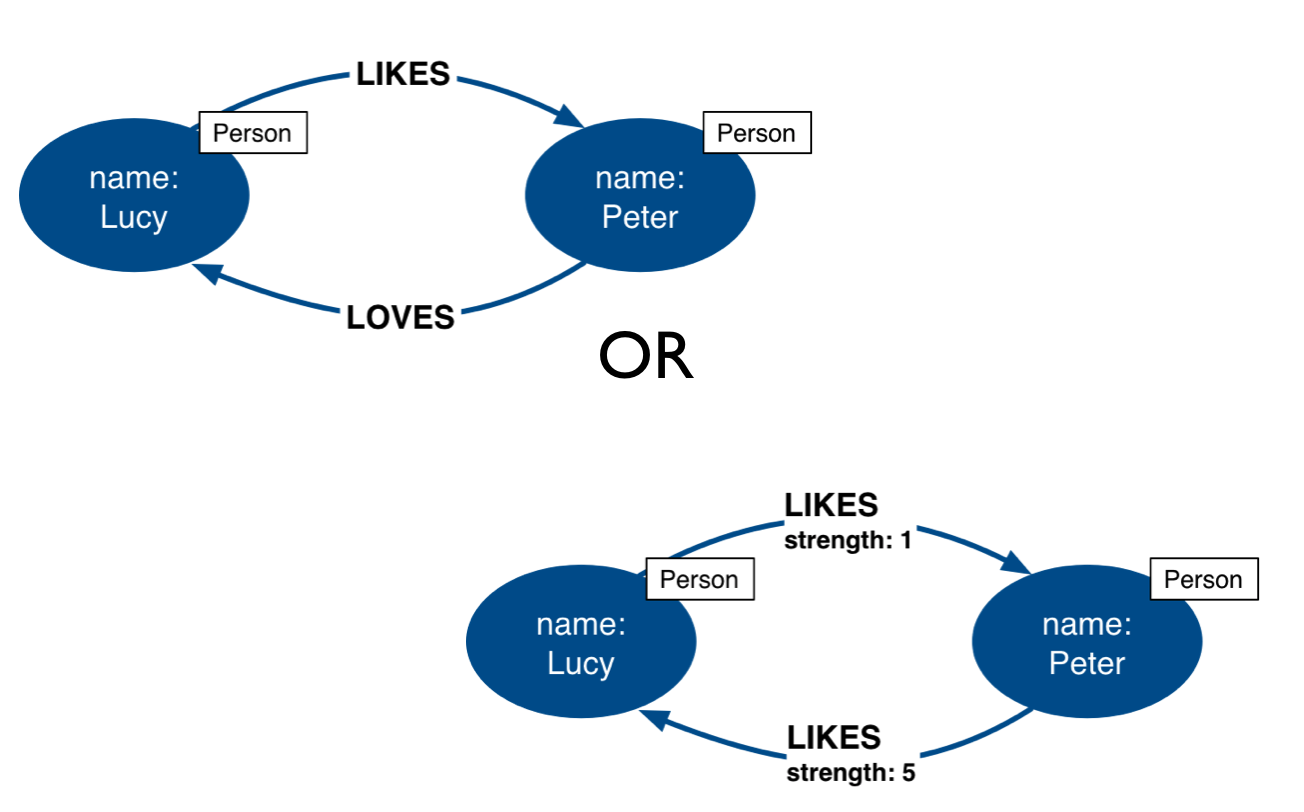 LIKES
Person
Person
name:
Lucy
name:
Peter
LOVES
OR
LIKES
strength: 1
Person
Person
name:
Lucy
name:
Peter
LIKES
strength: 5